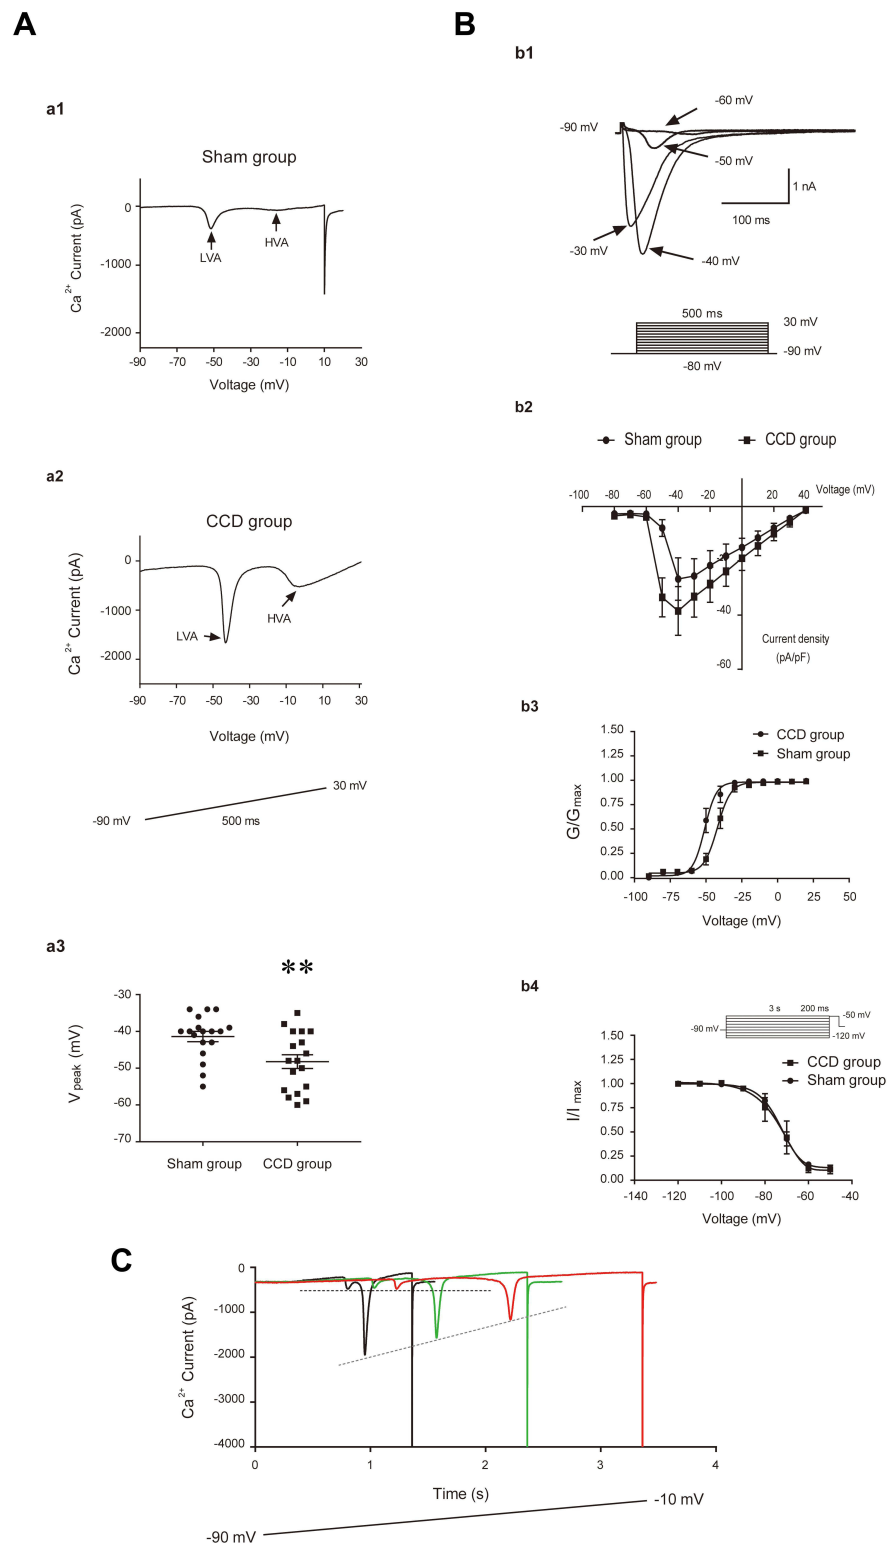 A
a1
Sham group
0
-1000
-2000
Ca2+ Current (pA)
LVA
HVA
-90 -70 -50 -30 -10 10 30
Voltage (mV)
a2
CCD group
0
-1000
-2000
Ca2+ Current (pA)
LVA
HVA
-90 -70 -50 -30 -10 10 30
Voltage (mV)
-90 mV
500 ms
30 mV
a3
**
-30
-40
-50
-60
-70
Vpeak (mV)
Sham group CCD group
B
b1
-60 mV
-90 mV
-50 mV
1 nA
100 ms
-30 mV
-40 mV
500 ms
30 mV
-90 mV
-80 mV
b2
Sham group CCD group
-100 -80 -60 -40 -20 20 40 Voltage (mV)
-40
-60
Current density
(pA/pF)
b3
1.50
1.25
1.00
0.75
0.50
0.25
0.00
G/Gmax
CCD group
Sham group
-100 -75 -50 -25 0 25 50
Voltage (mV)
b4
3 s 200 ms
-50 mV
-90 mV
-120 mV
1.50
1.25
1.00
0.75
0.50
0.25
0.00
I/Imax
CCD group
Sham group
-140 -120 -100 -80 -60 -40
Voltage (mV)
C
0
-1000
-2000
-3000
-4000
Ca2+ Current (pA)
0 1 2 3 4
Time (s)
-90 mV
-10 mV